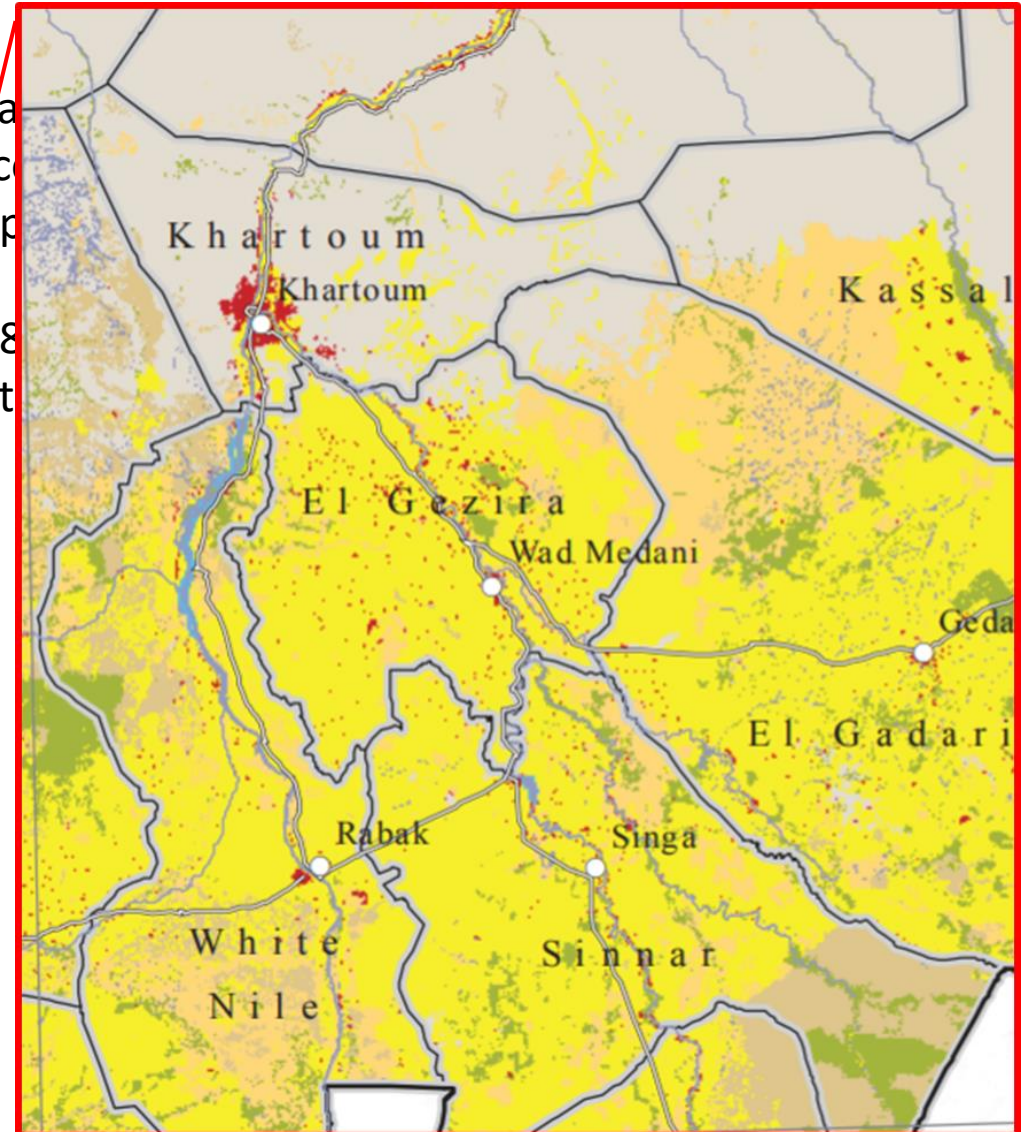 Khartoum
Khartoum
Kassal
El Gezira
Wad Medani
Geda
El Gadari
Rabak
Singa
White
Nile
Sinnar